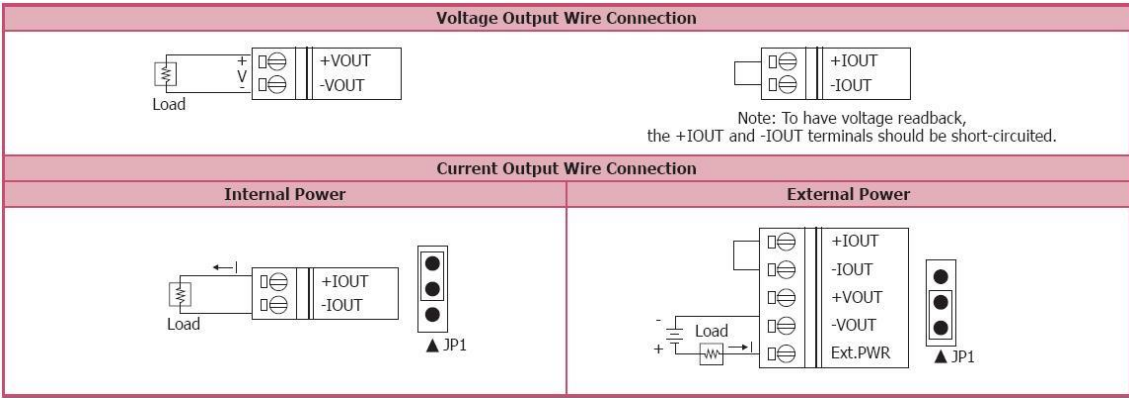 Voltage Output Wire Connection
+
V
-
Load
+VOUT
-VOUT
+IOUT
-IOUT
Note: To have voltage readback,
the +IOUT and -IOUT terminals should be short-circuited.
Current Output Wire Connection
Internal Power
External Power
I
Load
+IOUT
-IOUT
JP1
+IOUT
-IOUT
+VOUT
-VOUT
Ext.PWR
-
+
Load
I
JP1